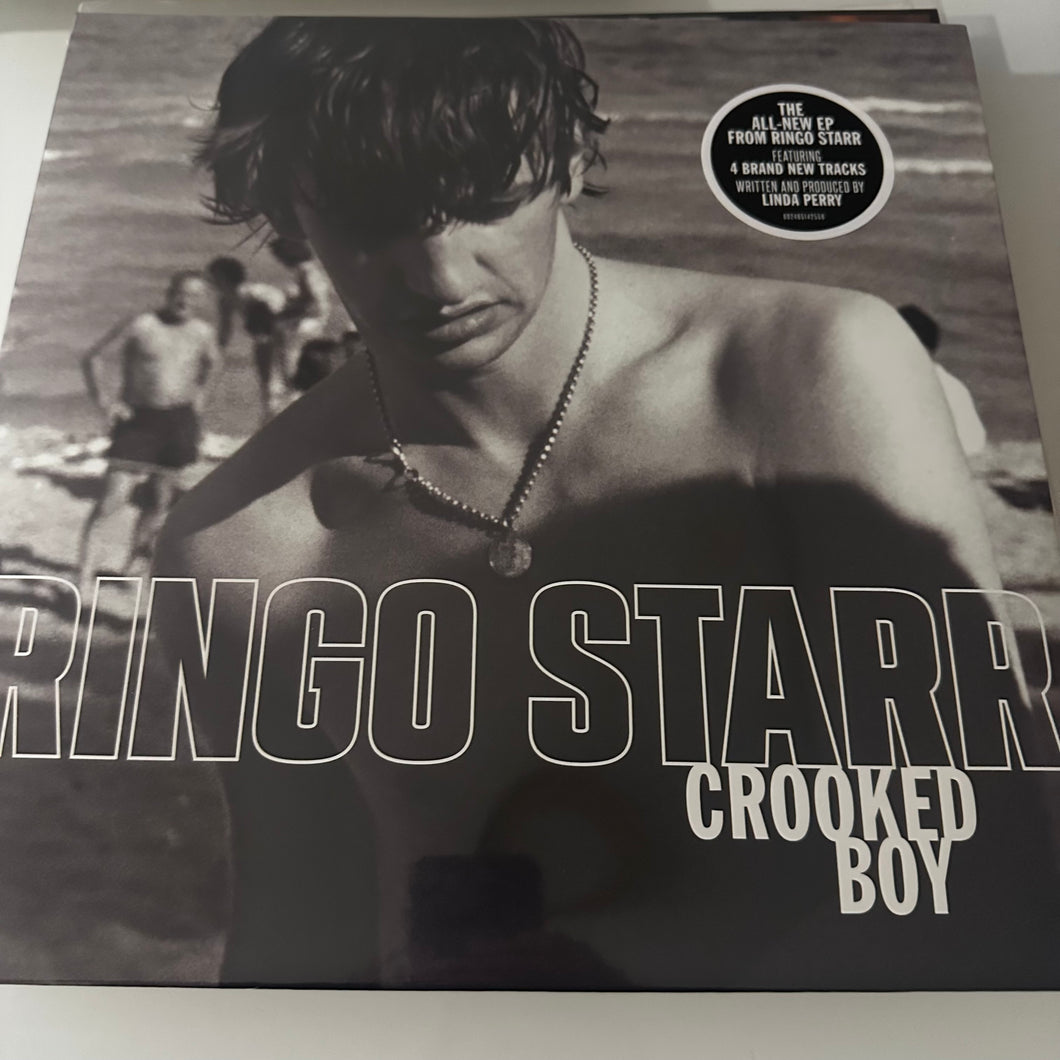 THE
ALL-NEW EP
FROM RINGO STARR
FEATURING
4 BRAND NEW TRACKS
WRITTEN AND PRODUCED BY
LINDA PERRY
RINGO STARR
CROOKED
BOY